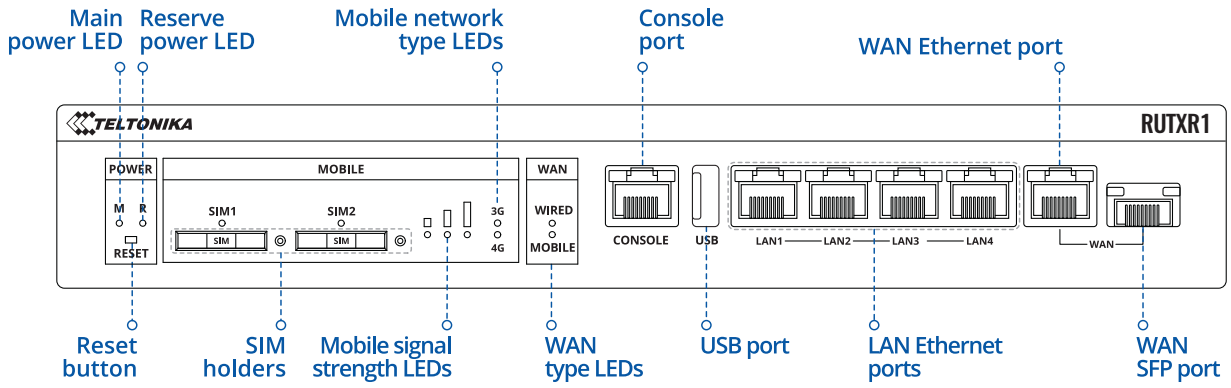 Main
power LED
Reserve
power LED
Mobile network
type LEDs
Console
port
WAN Ethernet port
TELTONIKA
RUTXR1
POWER
MOBILE
WAN
M R
SIM1
SIM2
3G
WIRED
SIM
SIM
RESET
4G
MOBILE
CONSOLE
USB
LAN1
LAN2
LAN3
LAN4
WAN
Reset
button
SIM
holders
Mobile signal
strength LEDs
WAN
type LEDs
USB port
LAN Ethernet
ports
WAN
SFP port